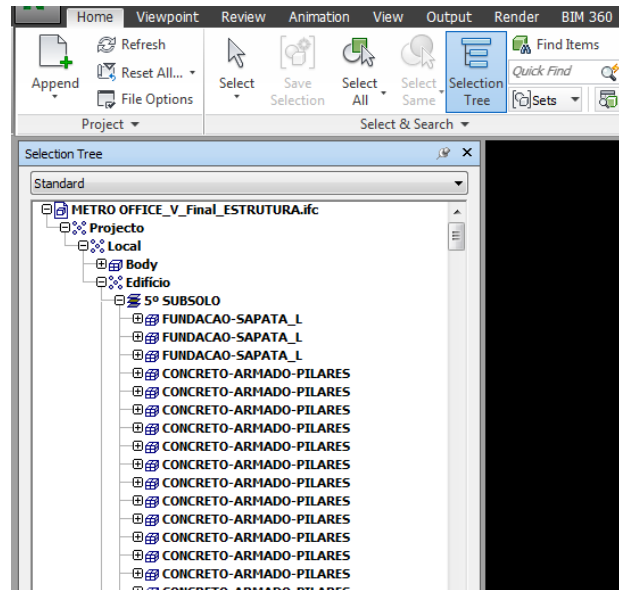 Home Viewpoint Review Animation View Output Render BIM 360
Append
Refresh
Reset All...
File Options
Project
Select
Save Selection
Select All
Select Same
Selection Tree
Find Items
Quick Find
Sets
Select & Search
Selection Tree
Standard
METRO OFFICE_V_Final_ESTRUTURA.ifc
Projecto
Local
Body
Edifício
5º SUBSOLO
FUNDACAO-SAPATA_L
FUNDACAO-SAPATA_L
FUNDACAO-SAPATA_L
CONCRETO-ARMADO-PILARES
CONCRETO-ARMADO-PILARES
CONCRETO-ARMADO-PILARES
CONCRETO-ARMADO-PILARES
CONCRETO-ARMADO-PILARES
CONCRETO-ARMADO-PILARES
CONCRETO-ARMADO-PILARES
CONCRETO-ARMADO-PILARES
CONCRETO-ARMADO-PILARES
CONCRETO-ARMADO-PILARES
CONCRETO-ARMADO-PILARES
CONCRETO-ARMADO-PILARES
CONCRETO-ARMADO-PILARES